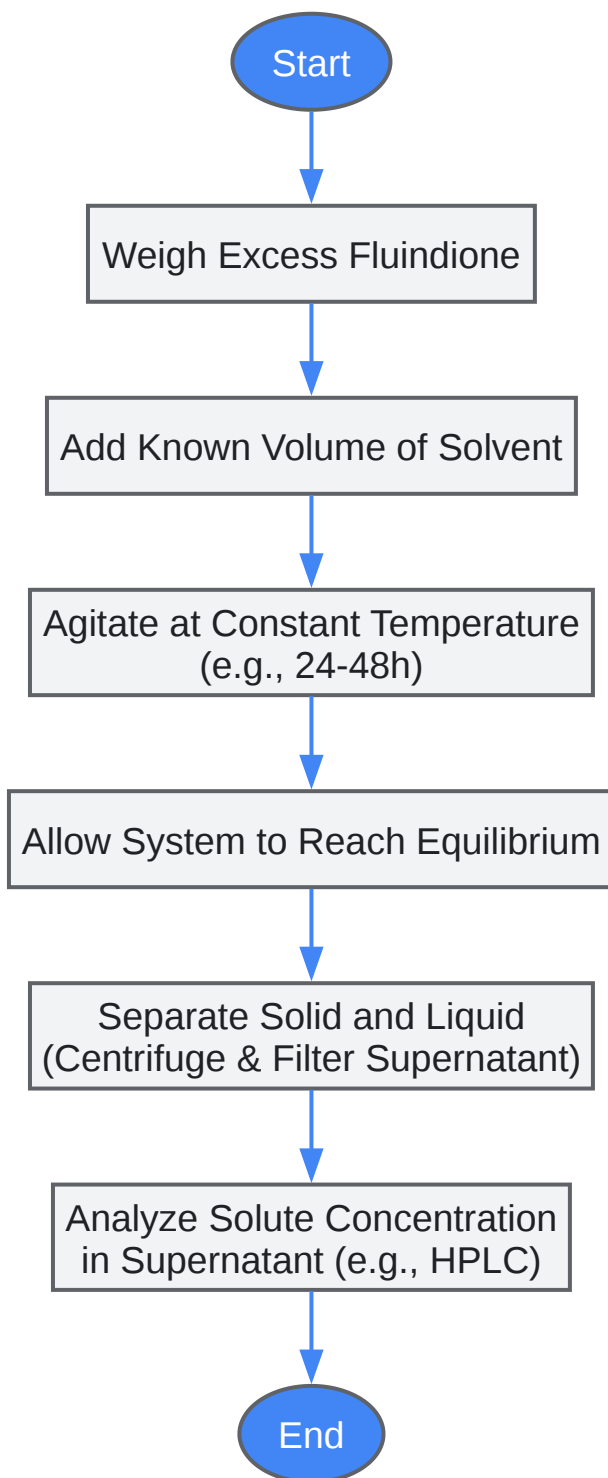 Start
Weigh Excess Fluindione
Add Known Volume of Solvent
Agitate at Constant Temperature
(e.g., 24-48h)
Allow System to Reach Equilibrium
Separate Solid and Liquid
(Centrifuge & Filter Supernatant)
Analyze Solute Concentration
in Supernatant (e.g., HPLC)
End